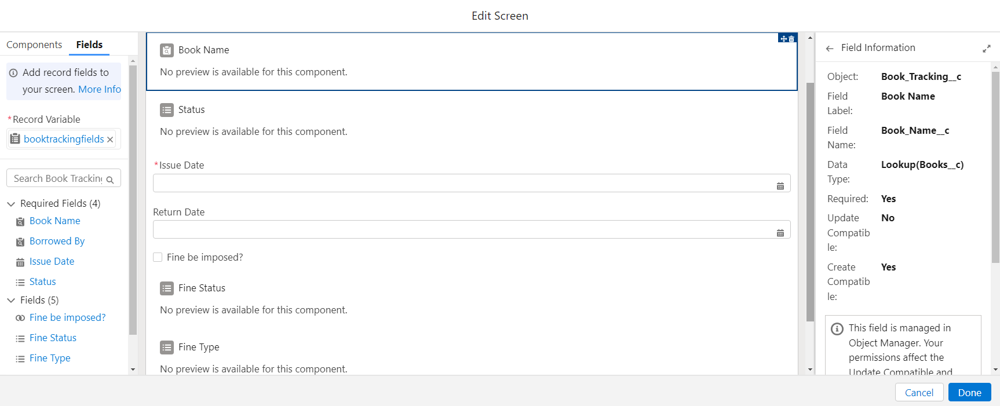 Edit Screen
Components Fields
Add record fields to
your screen. More Info
*Record Variable
booktrackingfields
Search Book Tracking
Required Fields (4)
Book Name
Borrowed By
Issue Date
Status
Fields (5)
Fine be imposed?
Fine Status
Fine Type
Book Name
No preview is available for this component.
Status
No preview is available for this component.
*Issue Date
Return Date
Fine be imposed?
Fine Status
No preview is available for this component.
Fine Type
No preview is available for this component.
Field Information
Object: Book_Tracking__c
Field Book Name
Label:
Field Book_Name__c
Name:
Data Lookup(Books__c)
Type:
Required: Yes
Update No
Compatib
le:
Create Yes
Compatib
le:
This field is managed in
Object Manager. Your
permissions affect the
Update Compatible and
Cancel Done